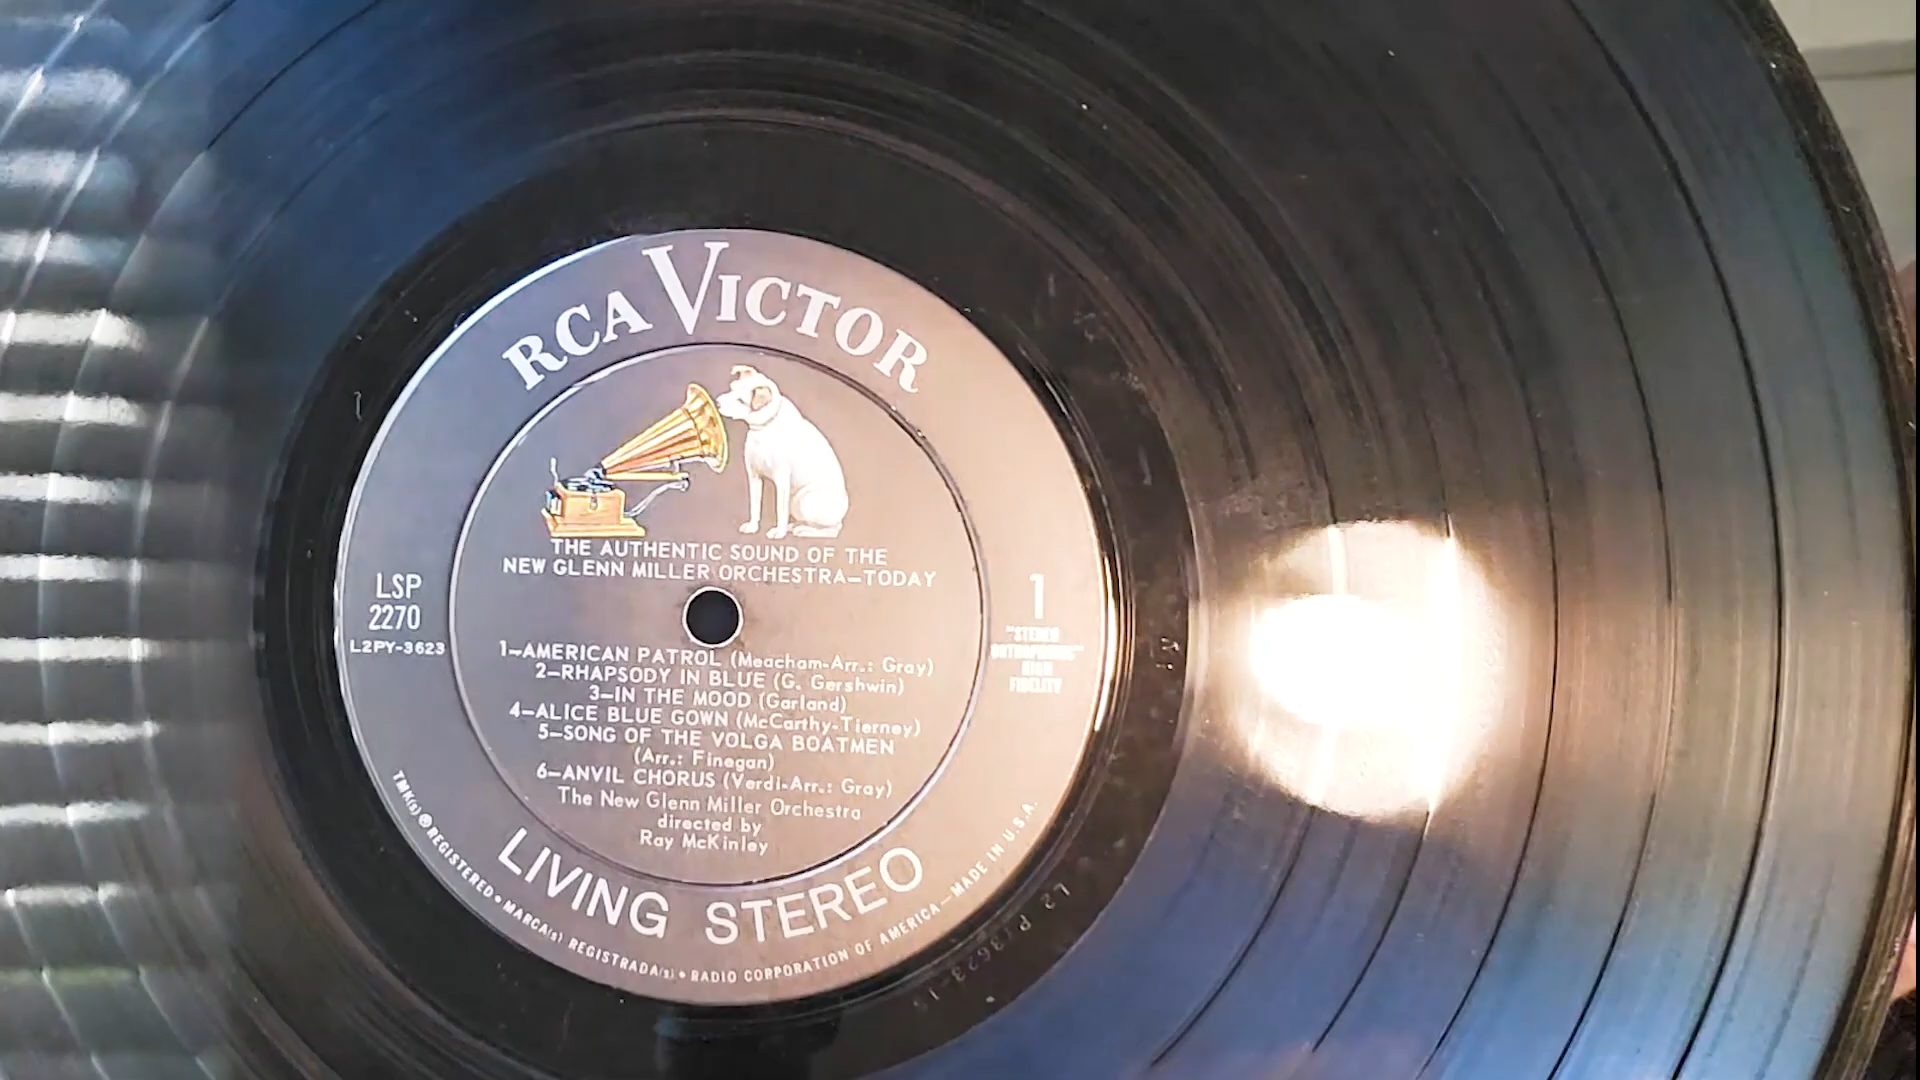 RCA VICTOR
THE AUTHENTIC SOUND OF THE
NEW GLENN MILLER ORCHESTRA—TODAY
LSP
2270
L2PY-3623
1
"STEREO
ORTHOPHONIC"
HIGH
FIDELITY
1—AMERICAN PATROL (Meacham-Arr.: Gray)
2—RHAPSODY IN BLUE (G. Gershwin)
3—IN THE MOOD (Garland)
4—ALICE BLUE GOWN (McCarthy-Tierney)
5—SONG OF THE VOLGA BOATMEN
(Arr.: Finegan)
6—ANVIL CHORUS (Verdi-Arr.: Gray)
The New Glenn Miller Orchestra
directed by
Ray McKinley
LIVING STEREO
TMK(s) ® REGISTERED • MARCA(s) REGISTRADA(s) • RADIO CORPORATION OF AMERICA—MADE IN U.S.A.